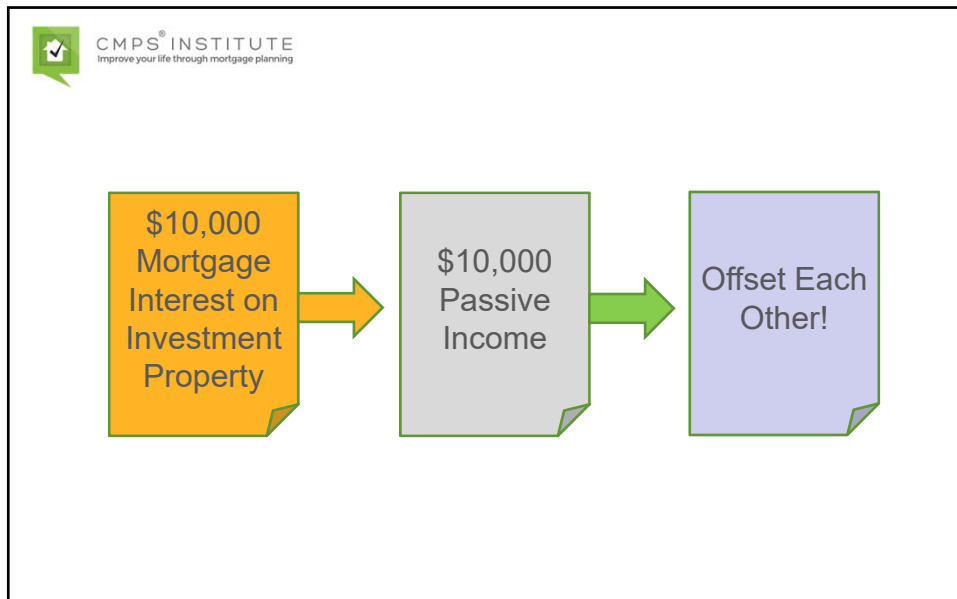 CMPS® INSTITUTE
Improve your life through mortgage planning
$10,000
Mortgage
Interest on
Investment
Property
$10,000
Passive
Income
Offset Each
Other!